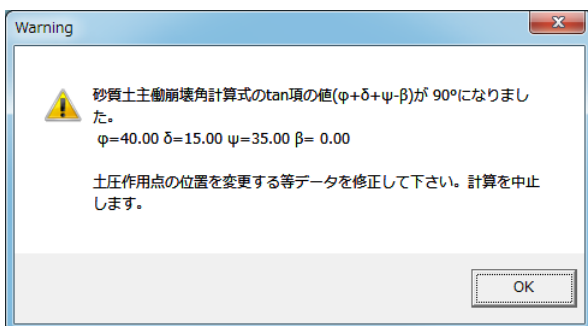 Warning
砂質土主働崩壊角計算式のtan項の値(φ+δ+ψ-β)が 90°になりまし
た。
φ=40.00 δ=15.00 ψ=35.00 β= 0.00
土圧作用点の位置を変更する等データを修正して下さい。計算を中止
します。
OK